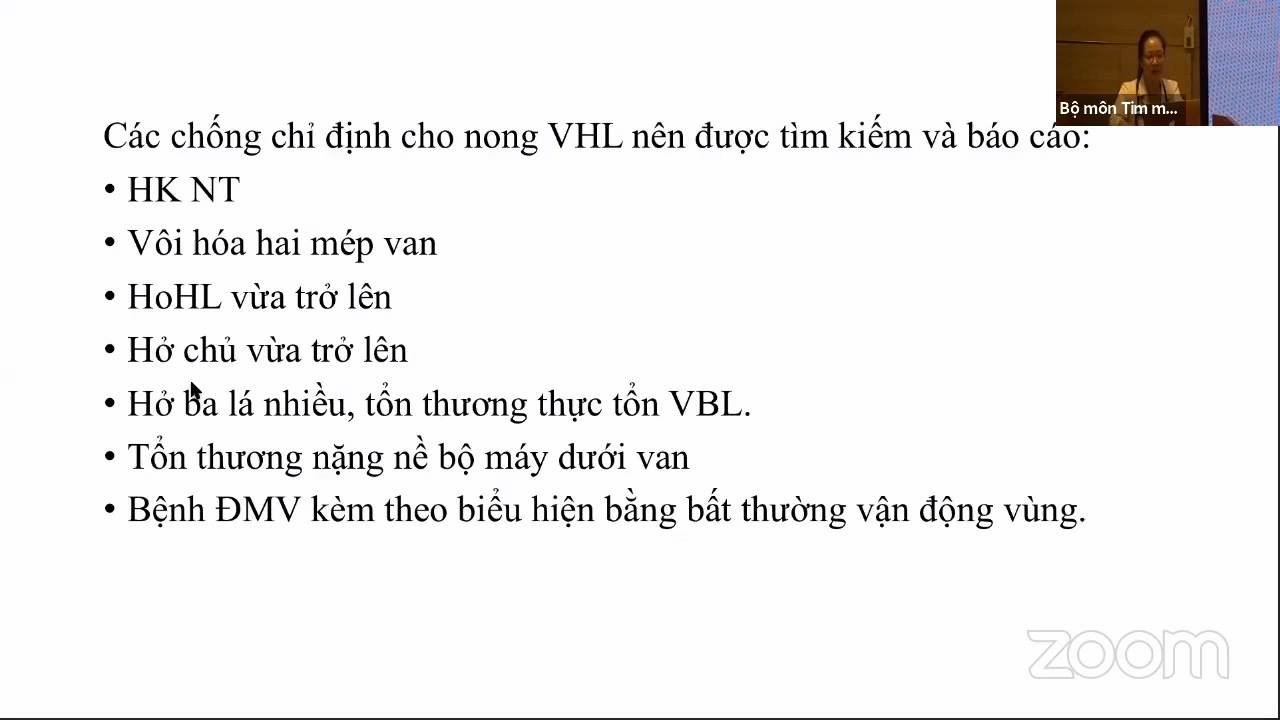 Bộ môn Tim m...
Các chống chỉ định cho nong VHL nên được tìm kiếm và báo cáo:
• HK NT
• Vôi hóa hai mép van
• HoHL vừa trở lên
• Hở chủ vừa trở lên
• Hở ba lá nhiều, tổn thương thực tổn VBL.
• Tổn thương nặng nề bộ máy dưới van
• Bệnh ĐMV kèm theo biểu hiện bằng bất thường vận động vùng.
zoom